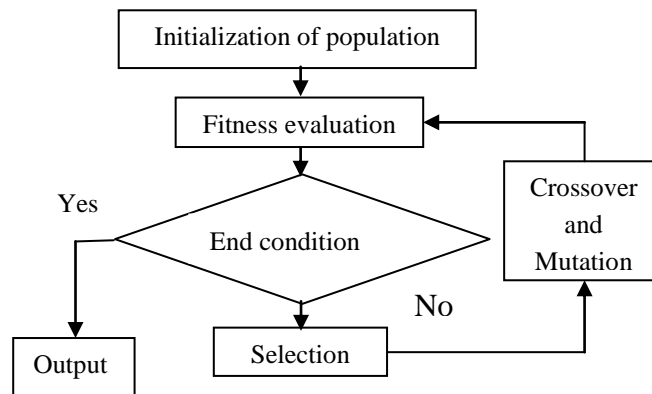 Initialization of population
Fitness evaluation
Yes
End condition
Crossover
and
Mutation
No
Selection
Output